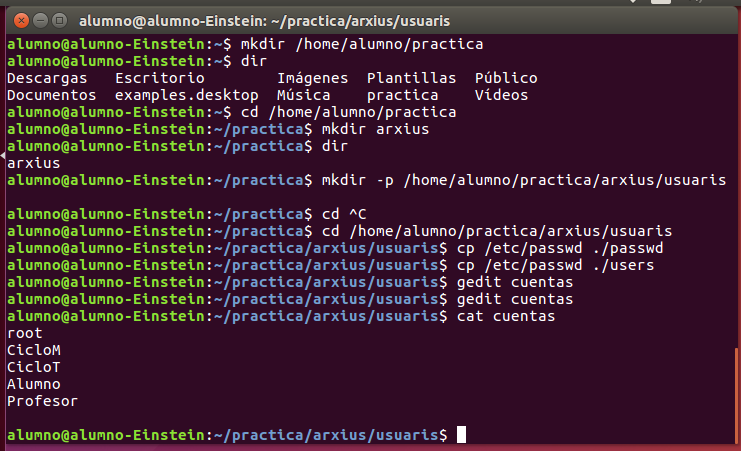 alumno@alumno-Einstein: ~/practica/arxius/usuaris
alumno@alumno-Einstein:~$ mkdir /home/alumno/practica
alumno@alumno-Einstein:~$ dir
Descargas   Escritorio        Imágenes  Plantillas  Público
Documentos  examples.desktop  Música    practica    Vídeos
alumno@alumno-Einstein:~$ cd /home/alumno/practica
alumno@alumno-Einstein:~/practica$ mkdir arxius
alumno@alumno-Einstein:~/practica$ dir
arxius
alumno@alumno-Einstein:~/practica$ mkdir -p /home/alumno/practica/arxius/usuaris
alumno@alumno-Einstein:~/practica$ cd ^C
alumno@alumno-Einstein:~/practica$ cd /home/alumno/practica/arxius/usuaris
alumno@alumno-Einstein:~/practica/arxius/usuaris$ cp /etc/passwd ./passwd
alumno@alumno-Einstein:~/practica/arxius/usuaris$ cp /etc/passwd ./users
alumno@alumno-Einstein:~/practica/arxius/usuaris$ gedit cuentas
alumno@alumno-Einstein:~/practica/arxius/usuaris$ gedit cuentas
alumno@alumno-Einstein:~/practica/arxius/usuaris$ cat cuentas
root
CicloM
CicloT
Alumno
Profesor
alumno@alumno-Einstein:~/practica/arxius/usuaris$